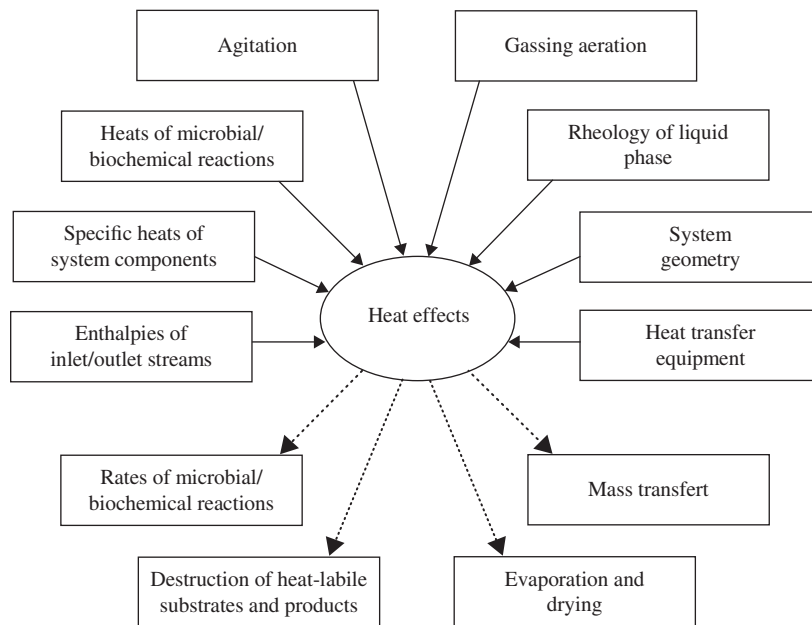 Agitation
Gassing aeration
Heats of microbial/
biochemical reactions
Rheology of liquid
phase
Specific heats of
system components
System
geometry
Heat effects
Enthalpies of
inlet/outlet streams
Heat transfer
equipment
Rates of microbial/
biochemical reactions
Mass transfert
Destruction of heat-labile
substrates and products
Evaporation and
drying